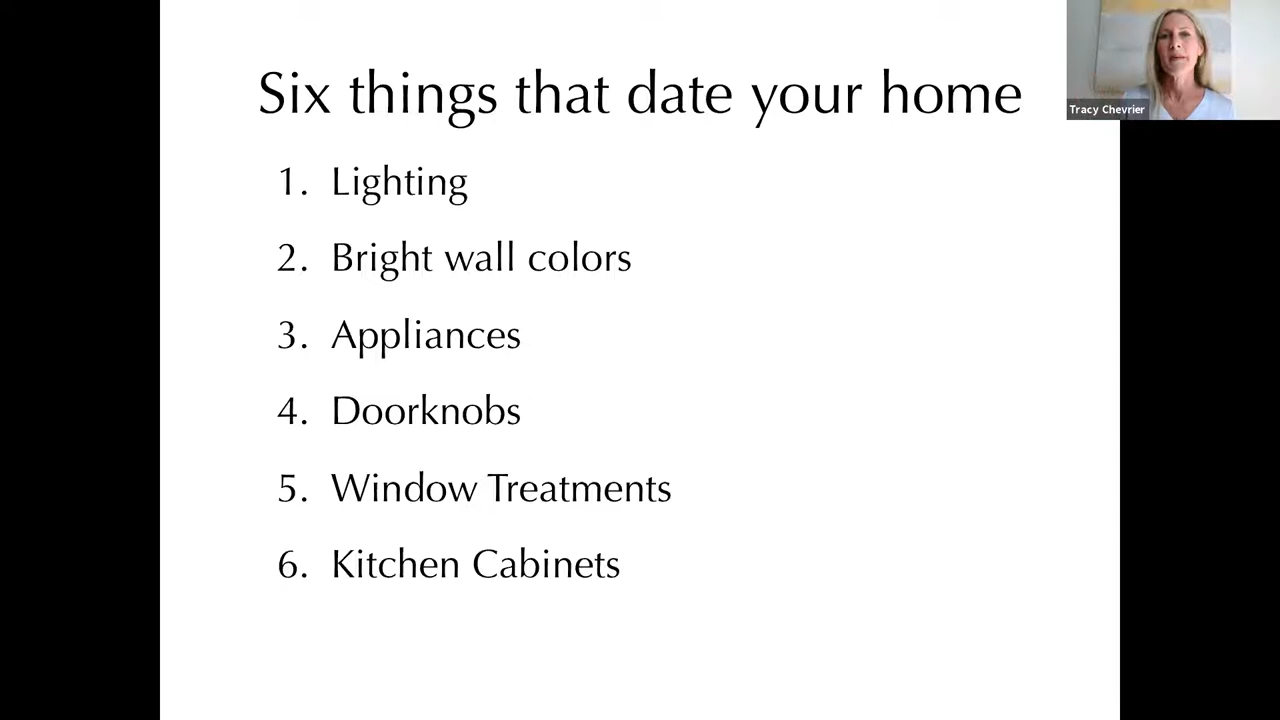 Six things that date your home
1. Lighting
2. Bright wall colors
3. Appliances
4. Doorknobs
5. Window Treatments
6. Kitchen Cabinets
Tracy Chevrier